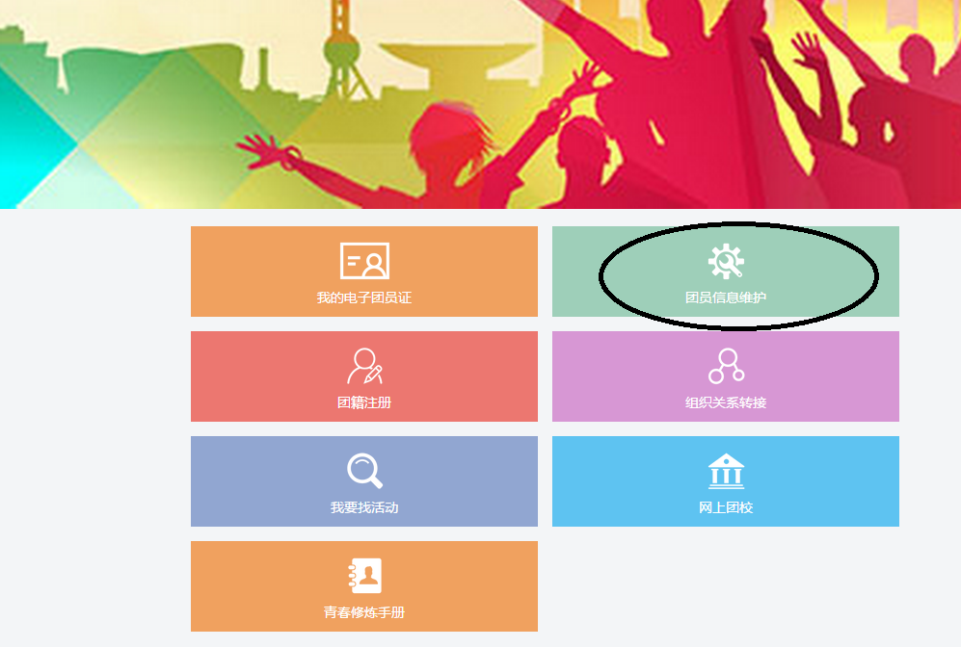 我的电子团员证
团员信息维护
团籍注册
组织关系转接
我要找活动
网上团校
青春修炼手册